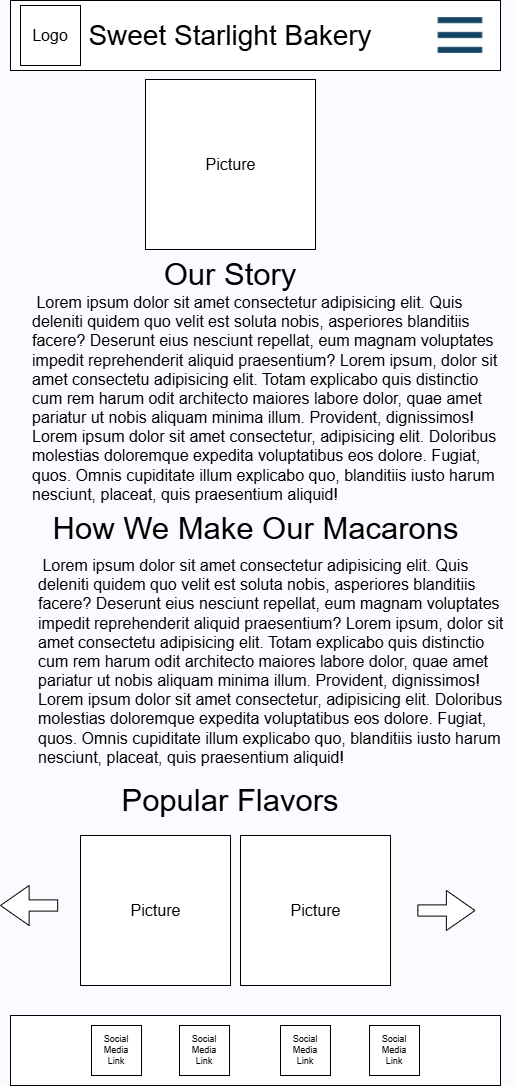 Logo
Sweet Starlight Bakery
Picture
Our Story
Lorem ipsum dolor sit amet consectetur adipisicing elit. Quis
deleniti quidem quo velit est soluta nobis, asperiores blanditiis
facere? Deserunt eius nesciunt repellat, eum magnam voluptates
impedit reprehenderit aliquid praesentium? Lorem ipsum, dolor sit
amet consectetu adipisicing elit. Totam explicabo quis distinctio
cum rem harum odit architecto maiores labore dolor, quae amet
pariatur ut nobis aliquam minima illum. Provident, dignissimos!
Lorem ipsum dolor sit amet consectetur, adipisicing elit. Doloribus
molestias doloremque expedita voluptatibus eos dolore. Fugiat,
quos. Omnis cupiditate illum explicabo quo, blanditiis iusto harum
nesciunt, placeat, quis praesentium aliquid!
How We Make Our Macarons
Lorem ipsum dolor sit amet consectetur adipisicing elit. Quis
deleniti quidem quo velit est soluta nobis, asperiores blanditiis
facere? Deserunt eius nesciunt repellat, eum magnam voluptates
impedit reprehenderit aliquid praesentium? Lorem ipsum, dolor sit
amet consectetu adipisicing elit. Totam explicabo quis distinctio
cum rem harum odit architecto maiores labore dolor, quae amet
pariatur ut nobis aliquam minima illum. Provident, dignissimos!
Lorem ipsum dolor sit amet consectetur, adipisicing elit. Doloribus
molestias doloremque expedita voluptatibus eos dolore. Fugiat,
quos. Omnis cupiditate illum explicabo quo, blanditiis iusto harum
nesciunt, placeat, quis praesentium aliquid!
Popular Flavors
Picture
Picture
Social
Media
Link
Social
Media
Link
Social
Media
Link
Social
Media
Link